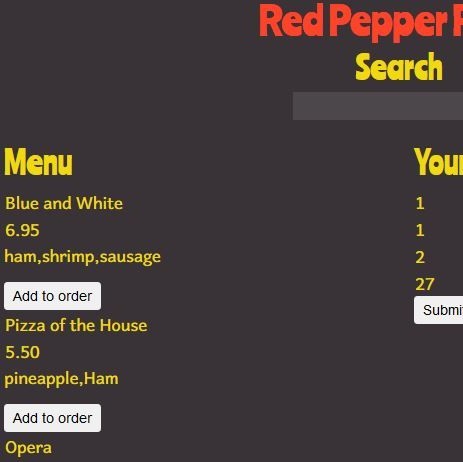 Red Pepper
Search
Menu
Blue and White
6.95
ham,shrimp,sausage
Add to order
Pizza of the House
5.50
pineapple,Ham
Add to order
Opera
Your
1
1
2
27
Submit